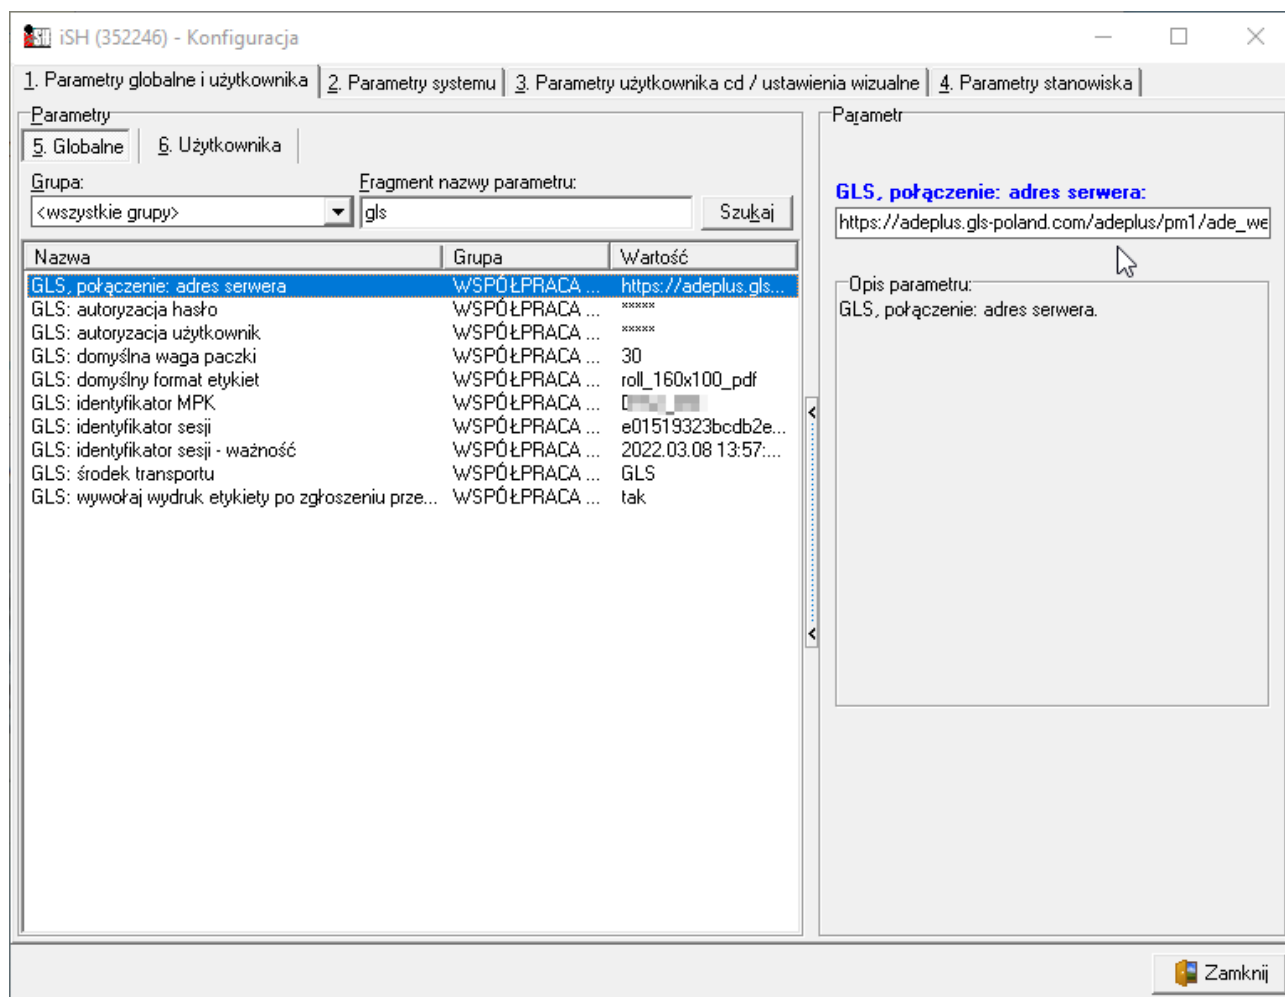 iSH (352246) - Konfiguracja
1. Parametry globalne i użytkownika 2. Parametry systemu 3. Parametry użytkownika cd / ustawienia wizualne 4. Parametry stanowiska
Parametry
5. Globalne 6. Użytkownika
Grupa: Fragment nazwy parametru:
<wszystkie grupy> gls Szukaj
Nazwa Grupa Wartość
GLS, połączenie: adres serwera WSPÓŁPRACA ... https://adeplus.gls...
GLS: autoryzacja hasło WSPÓŁPRACA ... *****
GLS: autoryzacja użytkownik WSPÓŁPRACA ... *****
GLS: domyślna waga paczki WSPÓŁPRACA ... 30
GLS: domyślny format etykiet WSPÓŁPRACA ... roll_160x100_pdf
GLS: identyfikator MPK WSPÓŁPRACA ...
GLS: identyfikator sesji WSPÓŁPRACA ... e01519323bcdb2e...
GLS: identyfikator sesji - ważność WSPÓŁPRACA ... 2022.03.08 13:57:...
GLS: środek transportu WSPÓŁPRACA ... GLS
GLS: wywołaj wydruk etykiety po zgłoszeniu prze... WSPÓŁPRACA ... tak
Parametr
GLS, połączenie: adres serwera:
https://adeplus.gls-poland.com/adeplus/pm1/ade_we
Opis parametru:
GLS, połączenie: adres serwera.
Zamknij